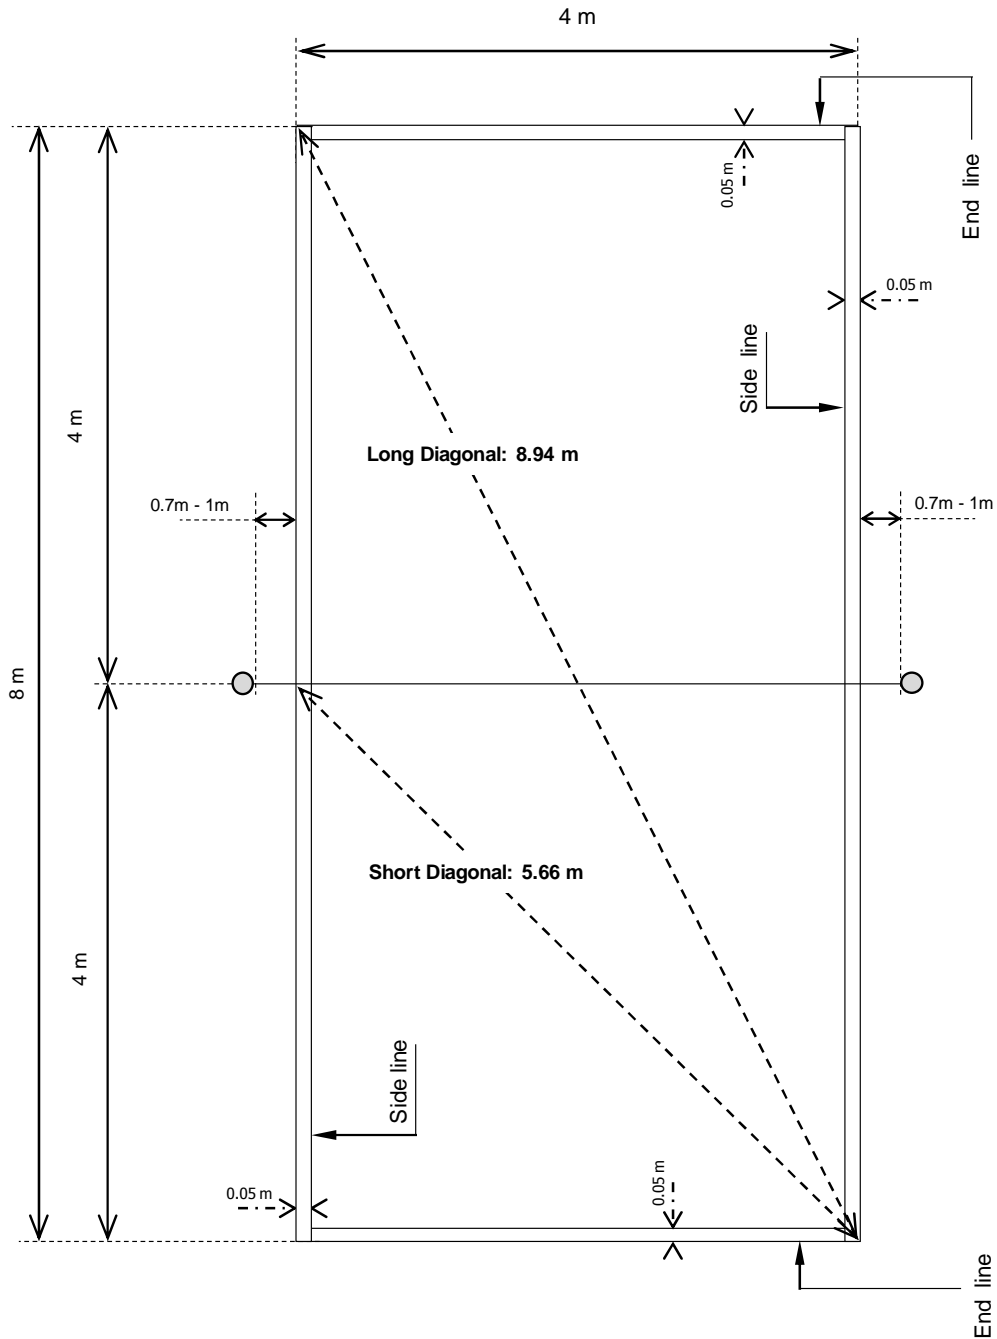 4 m
End line
0.05 m
0.05 m
Side line
4 m
Long Diagonal: 8.94 m
0.7m - 1m
0.7m - 1m
8 m
Short Diagonal: 5.66 m
4 m
Side line
0.05 m
0.05 m
End line